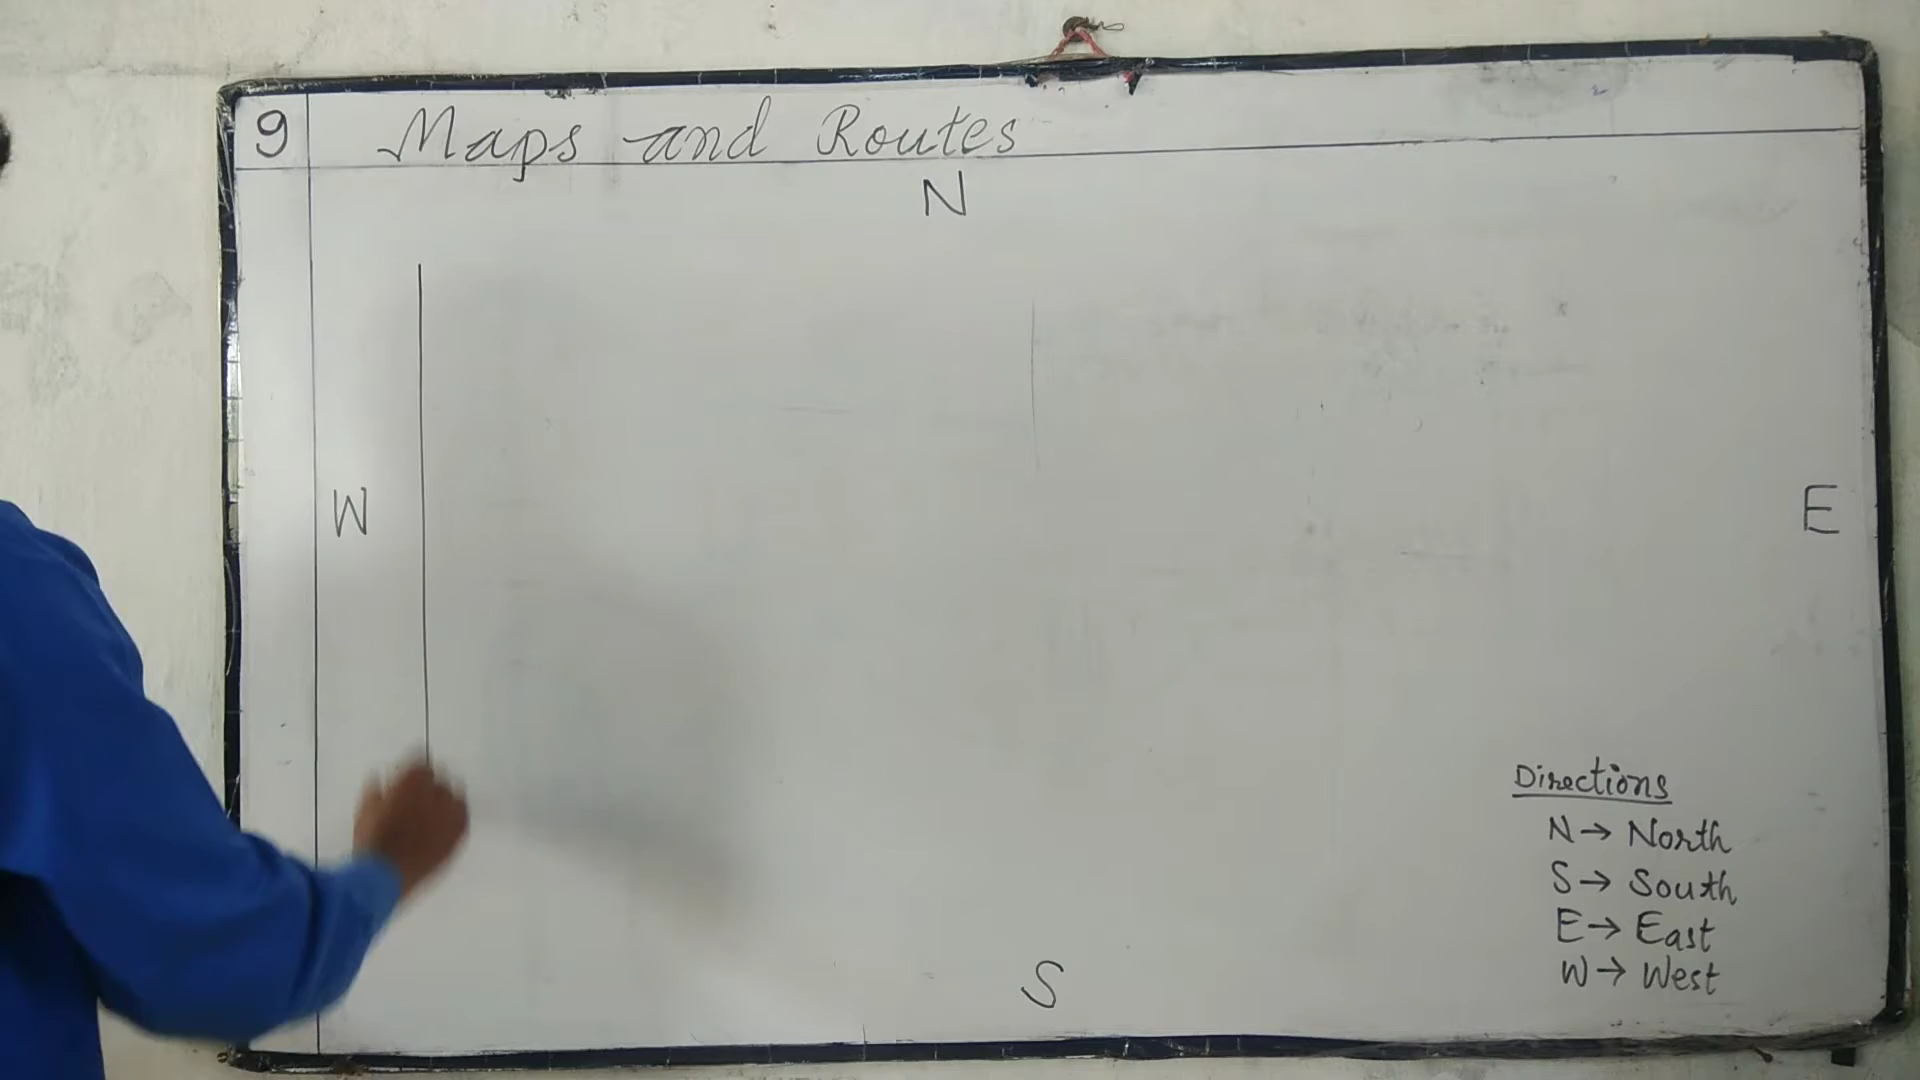 9 Maps and Routes
N
W
E
S
Directions
N → North
S → South
E → East
W → West